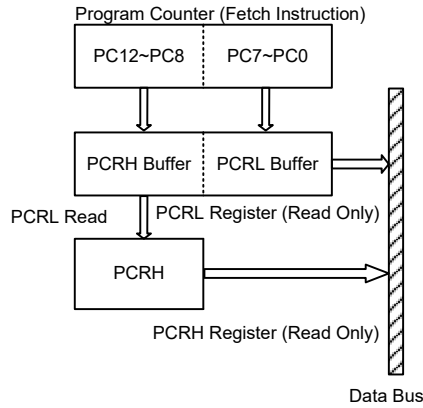 Program Counter (Fetch Instruction)
PC12~PC8
PC7~PC0
PCRH Buffer
PCRL Buffer
PCRL Read
PCRL Register (Read Only)
PCRH
PCRH Register (Read Only)
Data Bus